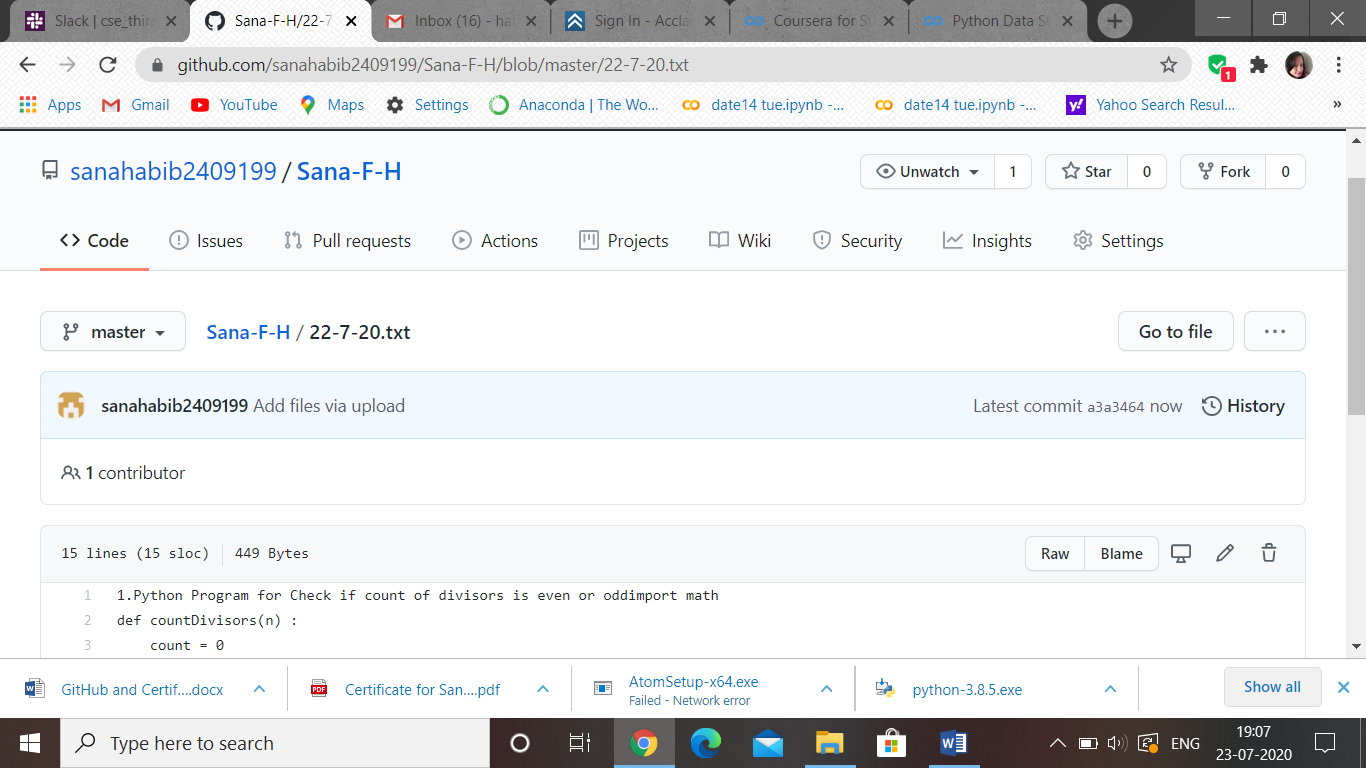 Slack | cse_thire
Sana-F-H/22-7
Inbox (16) - ha
Sign In - Accla
Coursera for S
Python Data S
github.com/sanahabib2409199/Sana-F-H/blob/master/22-7-20.txt
1
Apps
Gmail
YouTube
Maps
Settings
Anaconda | The Wo...
date14 tue.ipynb -...
date14 tue.ipynb -...
Yahoo Search Resul...
»
sanahabib2409199 / Sana-F-H
Unwatch 1
Star 0
Fork 0
<> Code
Issues
Pull requests
Actions
Projects
Wiki
Security
Insights
Settings
master
Sana-F-H / 22-7-20.txt
Go to file
...
sanahabib2409199 Add files via upload
Latest commit a3a3464 now
History
1 contributor
15 lines (15 sloc) 449 Bytes
Raw
Blame
1 1.Python Program for Check if count of divisors is even or oddimport math
2 def countDivisors(n) :
3 count = 0
GitHub and Certif....docx
PDF
Certificate for San....pdf
AtomSetup-x64.exe
Failed - Network error
python-3.8.5.exe
Show all
Type here to search
ENG
19:07
23-07-2020